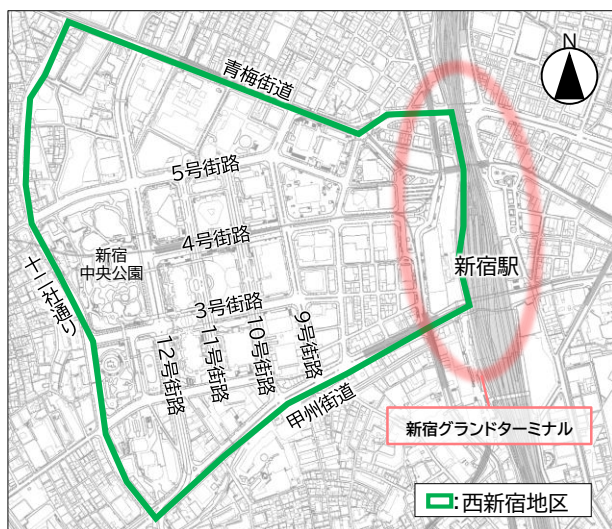 N
青梅街道
5号街路
4号街路
新宿
中央公園
新宿駅
十二社通り
3号街路
9号街路
10号街路
11号街路
12号街路
甲州街道
新宿グランドターミナル
:西新宿地区